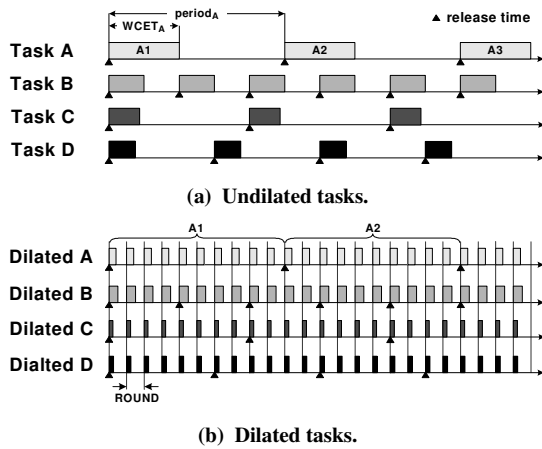 period_A
WCET_A
▲ release time
Task A A1 A2 A3
Task B
Task C
Task D
(a) Undilated tasks.
A1 A2
Dilated A
Dilated B
Dilated C
Dialted D
ROUND
(b) Dilated tasks.